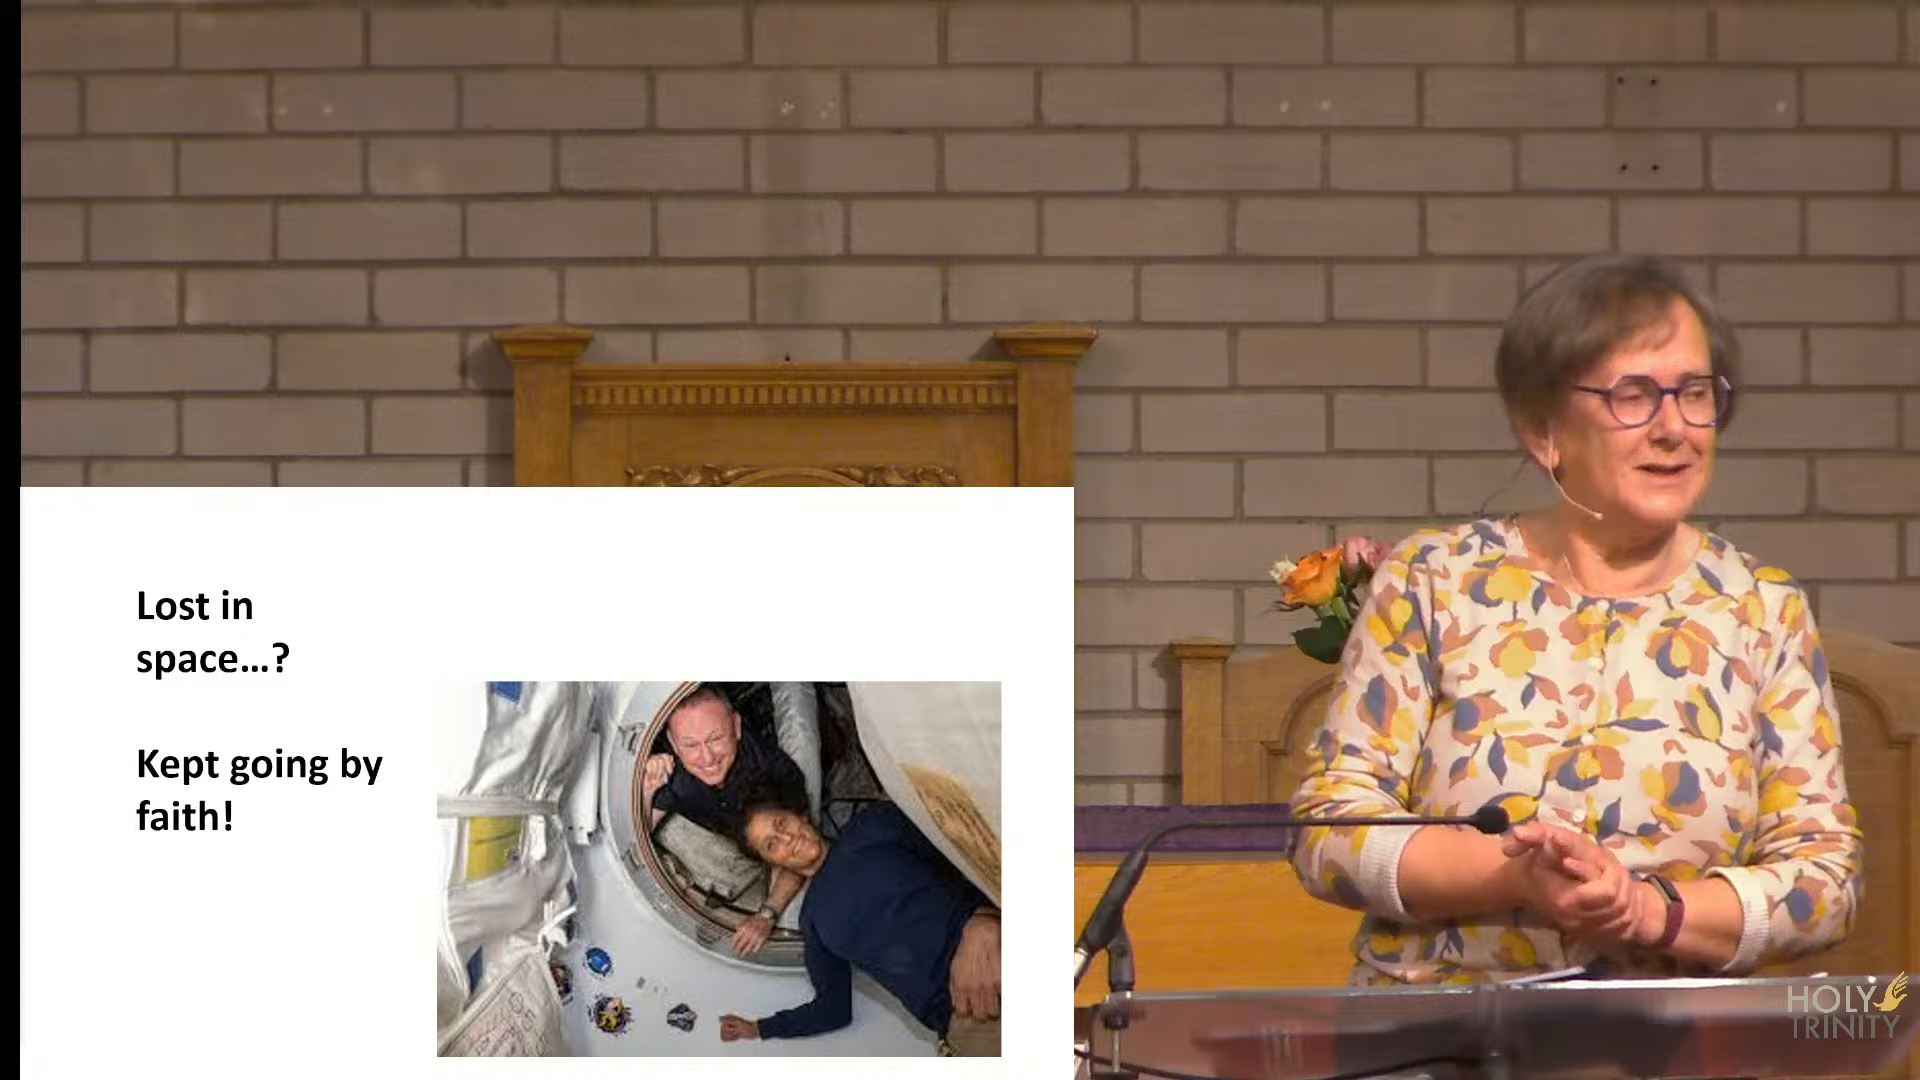 Lost in
space...?
Kept going by
faith!
HOLY
TRINITY